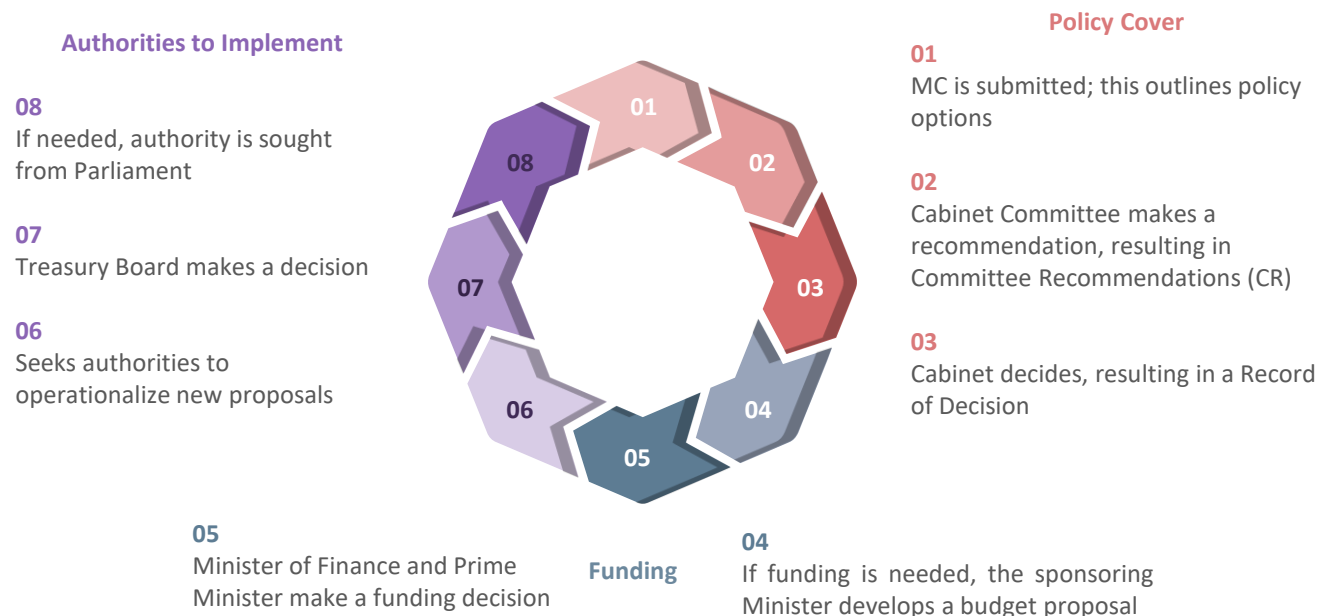 Policy Cover
01
MC is submitted; this outlines policy
options
02
Cabinet Committee makes a
recommendation, resulting in
Committee Recommendations (CR)
03
Cabinet decides, resulting in a Record
of Decision
04
If funding is needed, the sponsoring
Minister develops a budget proposal
Funding
05
Minister of Finance and Prime
Minister make a funding decision
Authorities to Implement
08
If needed, authority is sought
from Parliament
07
Treasury Board makes a decision
06
Seeks authorities to
operationalize new proposals
01
02
03
04
05
06
07
08